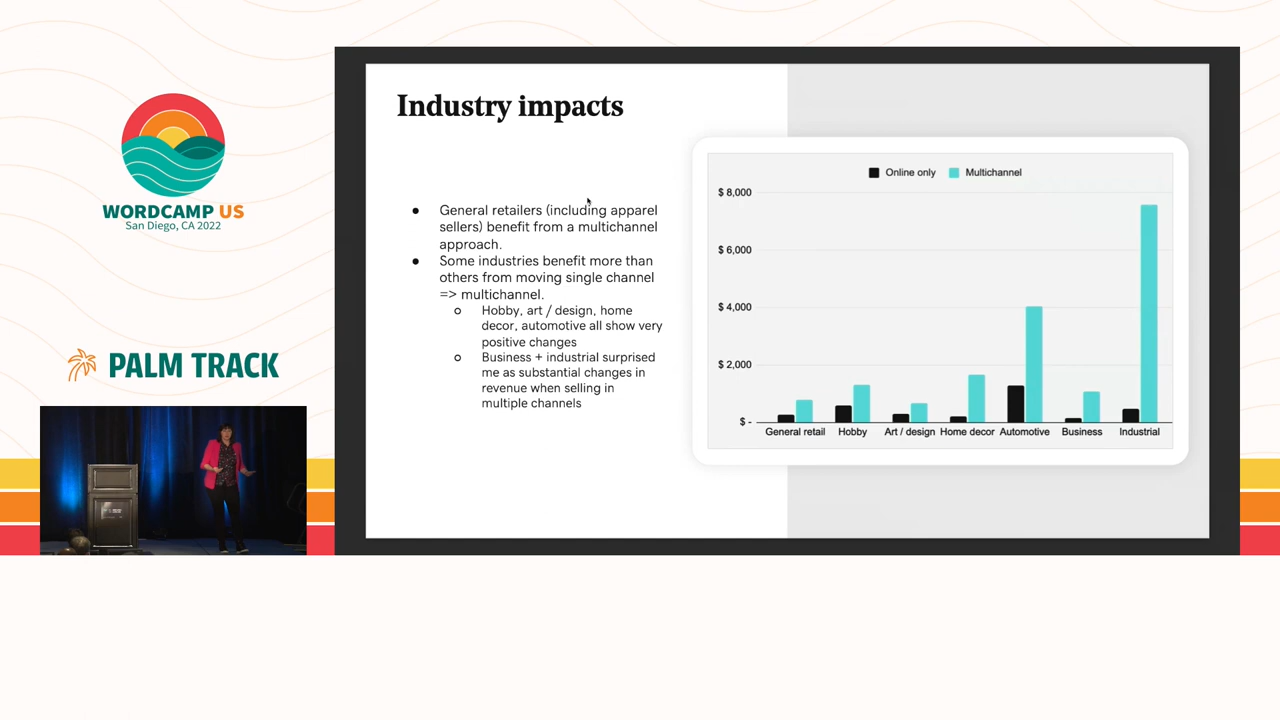 WORDCAMP US
San Diego, CA 2022
PALM TRACK
Industry impacts
● General retailers (including apparel
sellers) benefit from a multichannel
approach.
● Some industries benefit more than
others from moving single channel
=> multichannel.
○ Hobby, art / design, home
decor, automotive all show very
positive changes
○ Business + industrial surprised
me as substantial changes in
revenue when selling in
multiple channels
Online only Multichannel
$ 8,000
$ 6,000
$ 4,000
$ 2,000
$ -
General retail Hobby Art / design Home decor Automotive Business Industrial